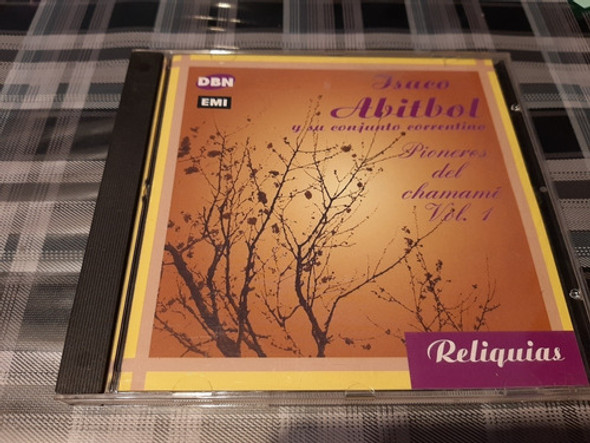 DBN
EMI
Isaco
Abitbol
y su conjunto correntino
Pioneros
del
chamamé
Vol. 1
Reliquias